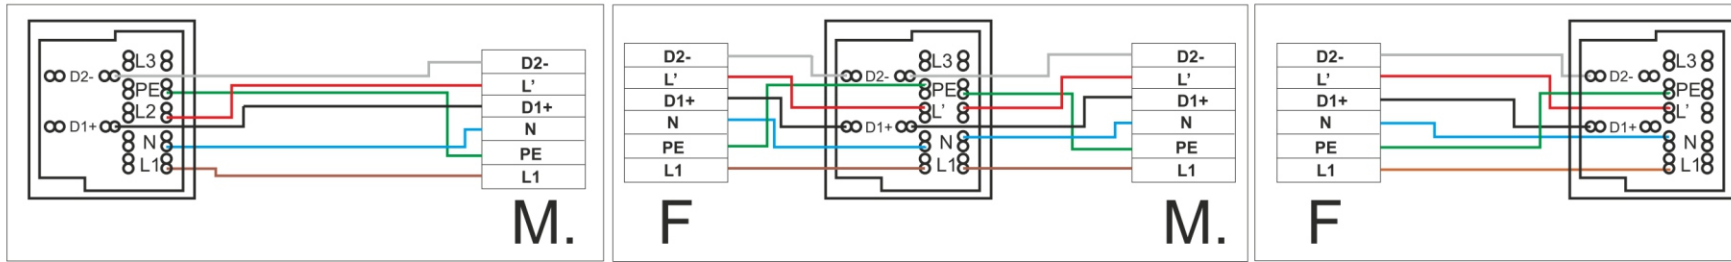 L3
D2-
PE
L2
D1+
N
L1
D2-
L'
D1+
N
PE
L1
M.
D2-
L'
D1+
N
PE
L1
F
L3
D2-
PE
L'
D1+
N
L1
D2-
L'
D1+
N
PE
L1
M.
D2-
L'
D1+
N
PE
L1
F
L3
D2-
PE
L'
D1+
N
L1